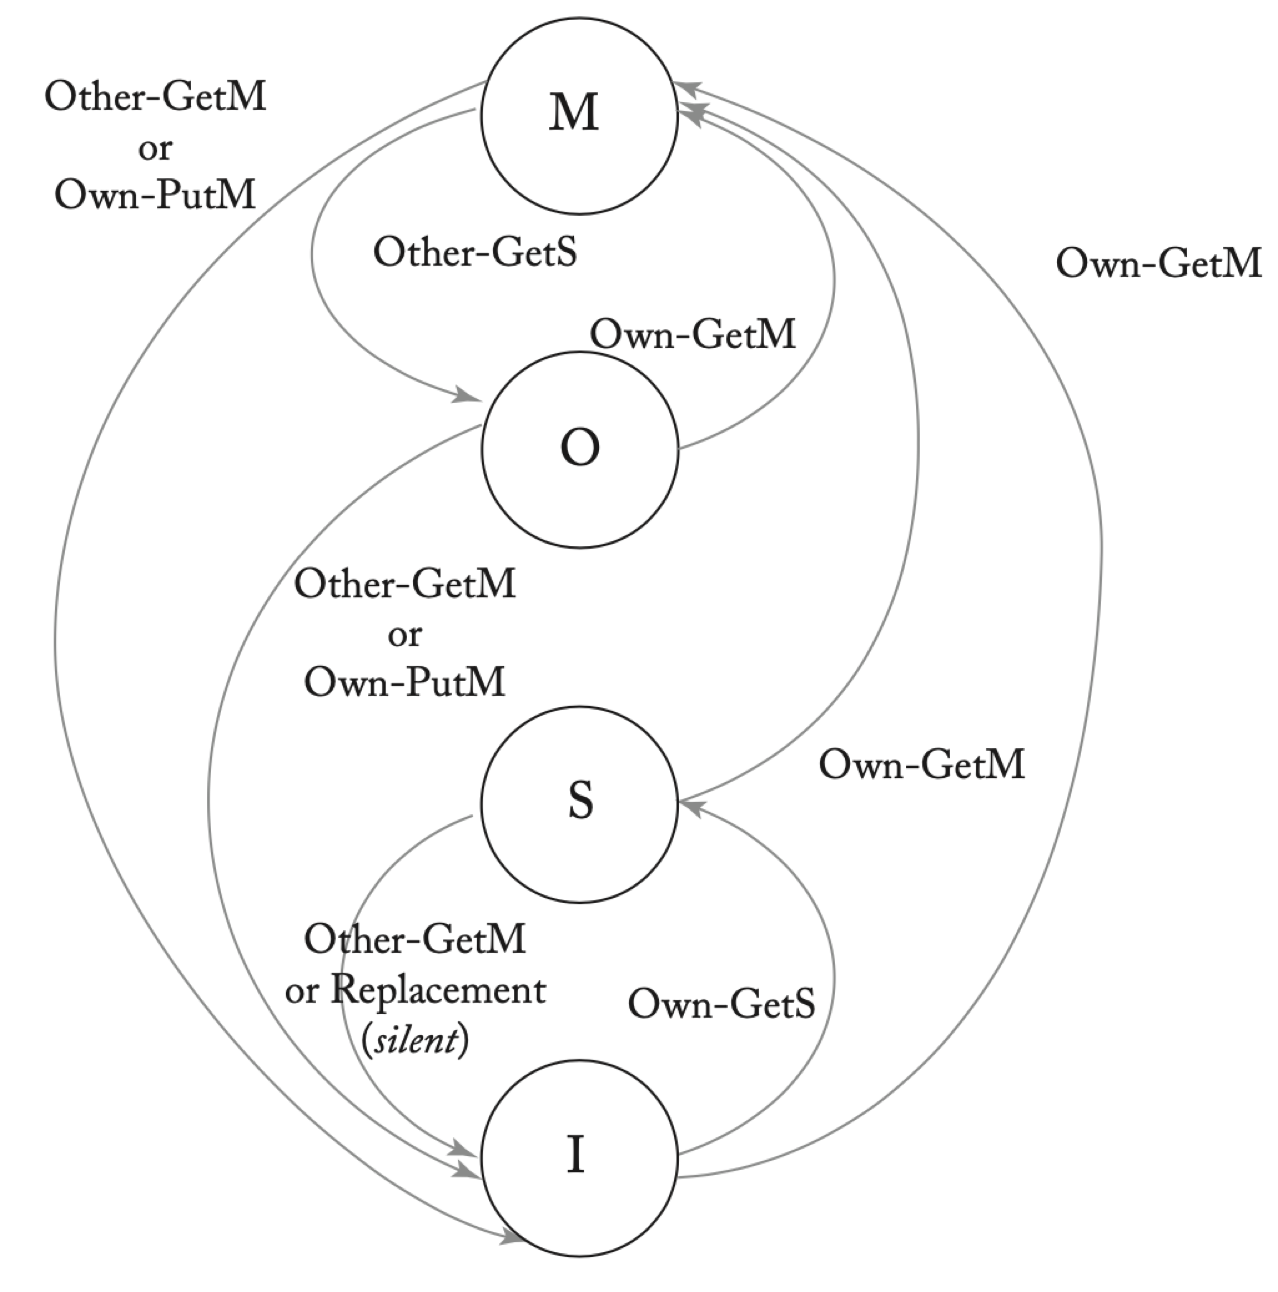 M
Other-GetM
or
Own-PutM
Other-GetS
Own-GetM
Own-GetM
O
Other-GetM
or
Own-PutM
S
Own-GetM
Other-GetM
or Replacement
(silent)
Own-GetS
I